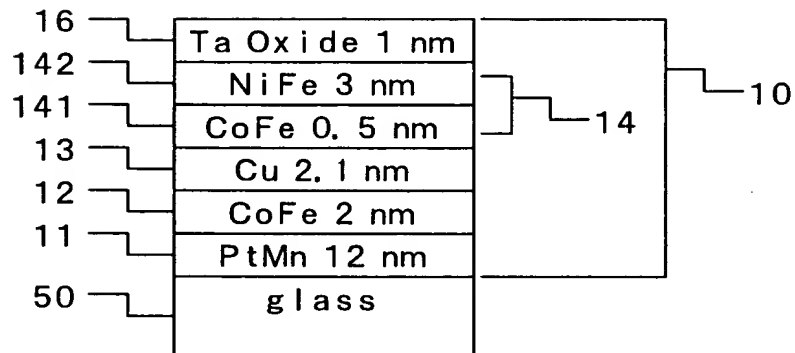 16 Ta Oxide 1 nm
142 NiFe 3 nm
10
141 CoFe 0.5 nm
14
13 Cu 2.1 nm
12 CoFe 2 nm
11 PtMn 12 nm
50 glass